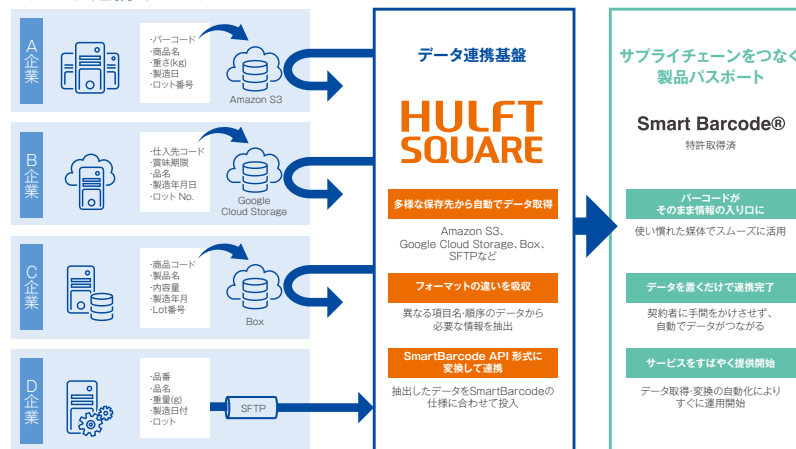 A企業
・バーコード
・商品名
・重さ(kg)
・製造日
・ロット番号
Amazon S3
B企業
・仕入先コード
・賞味期限
・品名
・製造年月日
・ロット No.
Google
Cloud Storage
C企業
・商品コード
・製品名
・内容量
・製造年月
・Lot番号
Box
D企業
・品番
・品名
・重量(g)
・製造日付
・ロット
SFTP
データ連携基盤
HULFT
SQUARE
多様な保存先から自動でデータ取得
Amazon S3、
Google Cloud Storage、Box、
SFTPなど
フォーマットの違いを吸収
異なる項目名・順序のデータから
必要な情報を抽出
SmartBarcode API 形式に
変換して連携
抽出したデータをSmartBarcodeの
仕様に合わせて投入
サプライチェーンをつなぐ
製品パスポート
Smart Barcode®
特許取得済
バーコードが
そのまま情報の入り口に
使い慣れた媒体でスムーズに活用
データを置くだけで連携完了
契約者に手間をかけさせず、
自動でデータがつながる
サービスをすばやく提供開始
データ取得・変換の自動化により
すぐに運用開始